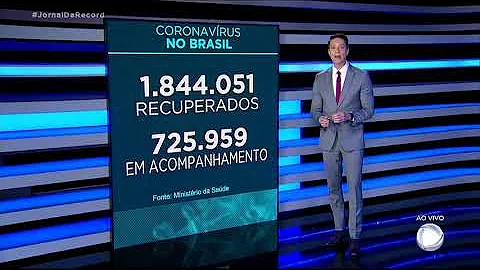 #JornalDaRecord
CORONAVÍRUS
NO BRASIL
1.844.051
RECUPERADOS
725.959
EM ACOMPANHAMENTO
Fonte: Ministério da Saúde
AO VIVO